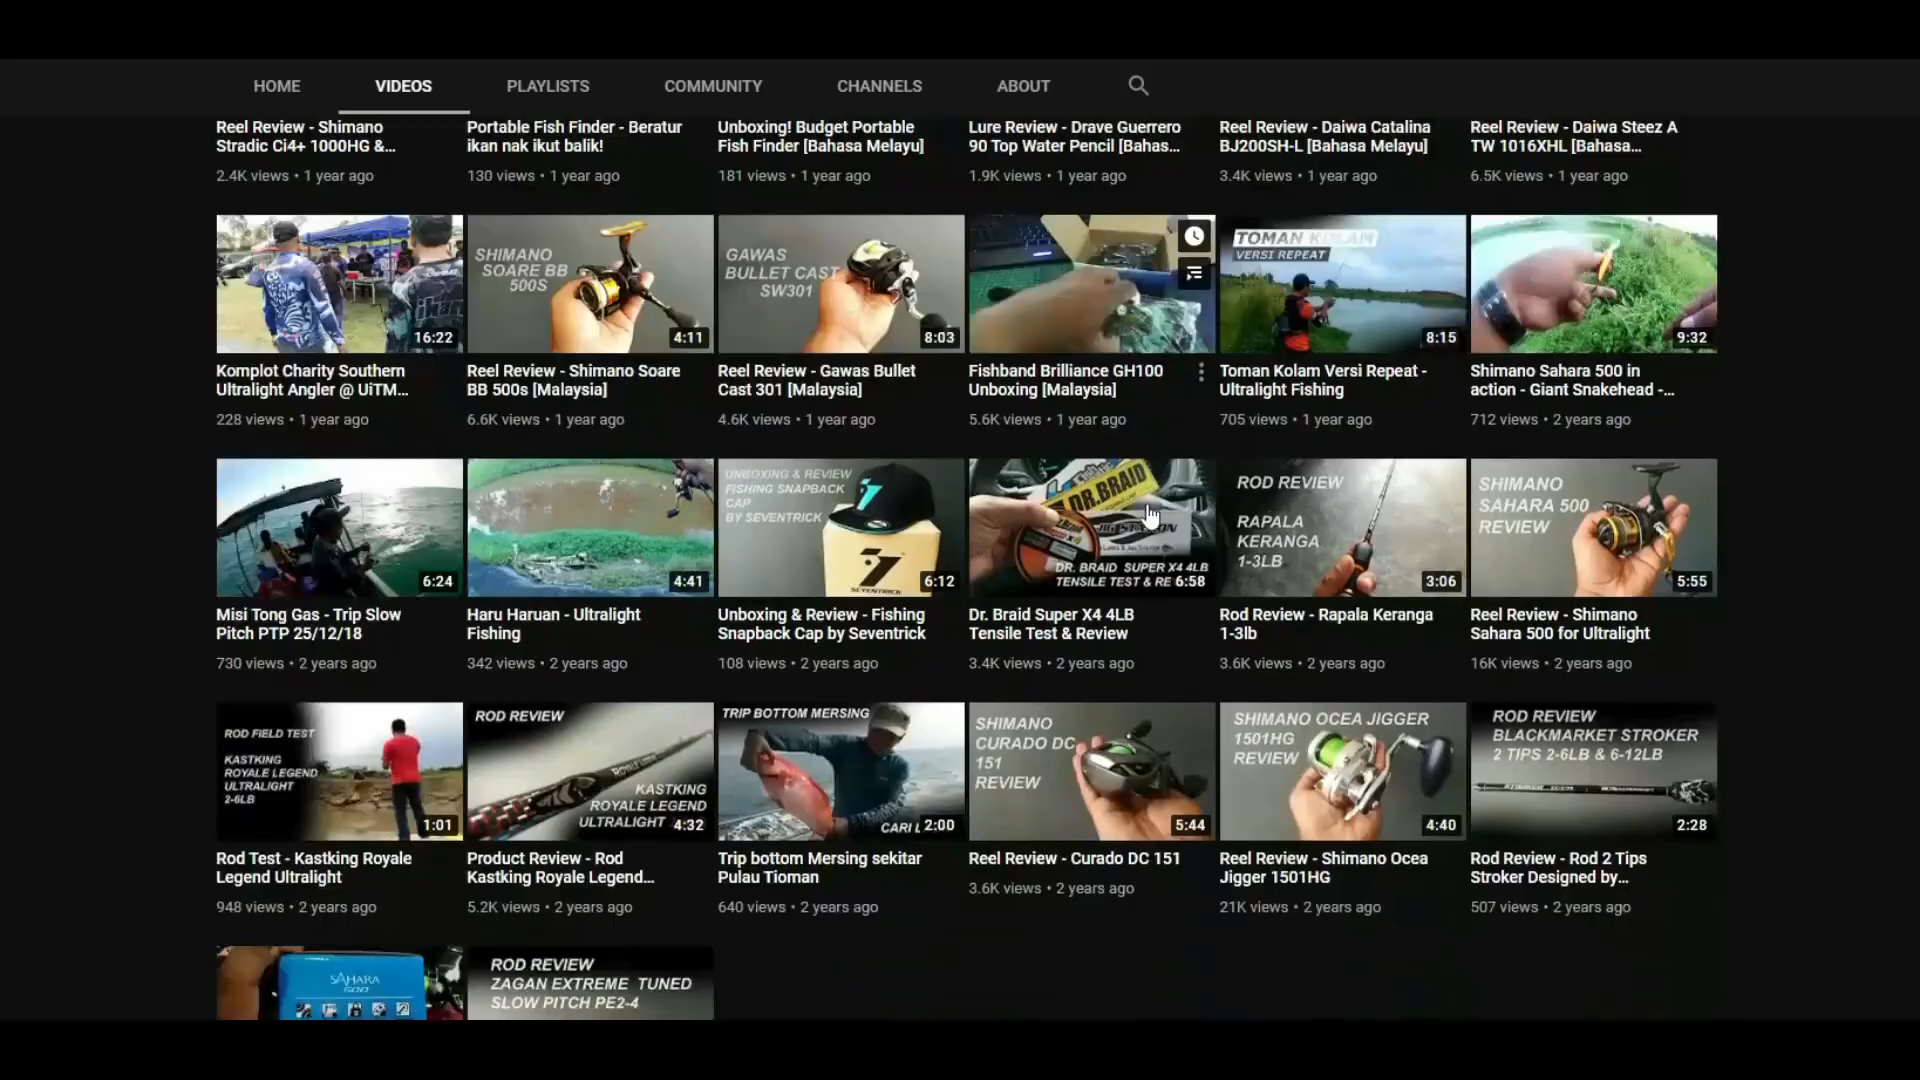 HOME VIDEOS PLAYLISTS COMMUNITY CHANNELS ABOUT
Reel Review - Shimano
Stradic Ci4+ 1000HG &...
2.4K views • 1 year ago
Portable Fish Finder - Beratur
ikan nak ikut balik!
130 views • 1 year ago
Unboxing! Budget Portable
Fish Finder [Bahasa Melayu]
181 views • 1 year ago
Lure Review - Drave Guerrero
90 Top Water Pencil [Bahas...
1.9K views • 1 year ago
Reel Review - Daiwa Catalina
BJ200SH-L [Bahasa Melayu]
3.4K views • 1 year ago
Reel Review - Daiwa Steez A
TW 1016XHL [Bahasa...
6.5K views • 1 year ago
16:22
Komplot Charity Southern
Ultralight Angler @ UiTM...
228 views • 1 year ago
SHIMANO
SOARE BB
500S
4:11
Reel Review - Shimano Soare
BB 500s [Malaysia]
6.6K views • 1 year ago
GAWAS
BULLET CAST
SW301
8:03
Reel Review - Gawas Bullet
Cast 301 [Malaysia]
4.6K views • 1 year ago
Fishband Brilliance GH100
Unboxing [Malaysia]
5.6K views • 1 year ago
TOMAN KOLAM
VERSI REPEAT
8:15
Toman Kolam Versi Repeat -
Ultralight Fishing
705 views • 1 year ago
9:32
Shimano Sahara 500 in
action - Giant Snakehead -...
712 views • 2 years ago
6:24
Misi Tong Gas - Trip Slow
Pitch PTP 25/12/18
730 views • 2 years ago
4:41
Haru Haruan - Ultralight
Fishing
342 views • 2 years ago
UNBOXING & REVIEW
FISHING SNAPBACK
CAP
BY SEVENTRICK
SEVENTRICK
6:12
Unboxing & Review - Fishing
Snapback Cap by Seventrick
108 views • 2 years ago
DR.BRAID
DR. BRAID SUPER X4 4LB
TENSILE TEST & RE 6:58
Dr. Braid Super X4 4LB
Tensile Test & Review
3.4K views • 2 years ago
ROD REVIEW
RAPALA
KERANGA
1-3LB
3:06
Rod Review - Rapala Keranga
1-3lb
3.6K views • 2 years ago
SHIMANO
SAHARA 500
REVIEW
5:55
Reel Review - Shimano
Sahara 500 for Ultralight
16K views • 2 years ago
ROD FIELD TEST
KASTKING
ROYALE LEGEND
ULTRALIGHT
2-6LB
1:01
Rod Test - Kastking Royale
Legend Ultralight
948 views • 2 years ago
ROD REVIEW
KASTKING
ROYALE LEGEND
ULTRALIGHT 4:32
Product Review - Rod
Kastking Royale Legend...
5.2K views • 2 years ago
TRIP BOTTOM MERSING
CARI L 2:00
Trip bottom Mersing sekitar
Pulau Tioman
640 views • 2 years ago
SHIMANO
CURADO DC
151
REVIEW
5:44
Reel Review - Curado DC 151
3.6K views • 2 years ago
SHIMANO OCEA JIGGER
1501HG
REVIEW
4:40
Reel Review - Shimano Ocea
Jigger 1501HG
21K views • 2 years ago
ROD REVIEW
BLACKMARKET STROKER
2 TIPS 2-6LB & 6-12LB
2:28
Rod Review - Rod 2 Tips
Stroker Designed by...
507 views • 2 years ago
SAHARA
500
ROD REVIEW
ZAGAN EXTREME TUNED
SLOW PITCH PE2-4